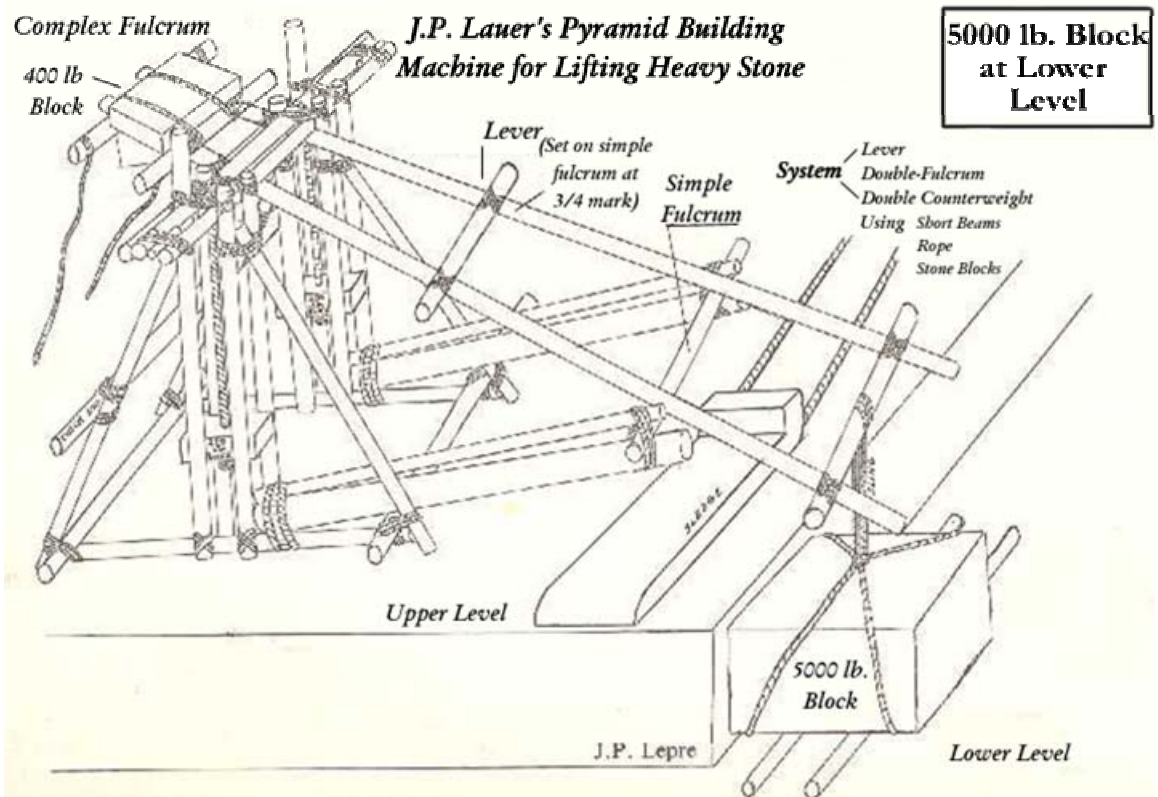 Complex Fulcrum
J.P. Lauer's Pyramid Building
Machine for Lifting Heavy Stone
5000 lb. Block
at Lower
Level
400 lb
Block
Lever
(Set on simple
fulcrum at
3/4 mark)
Simple
Fulcrum
System
Lever
Double-Fulcrum
Double Counterweight
Using Short Beams
Rope
Stone Blocks
SLEDGE
Upper Level
5000 lb.
Block
J.P. Lepre
Lower Level